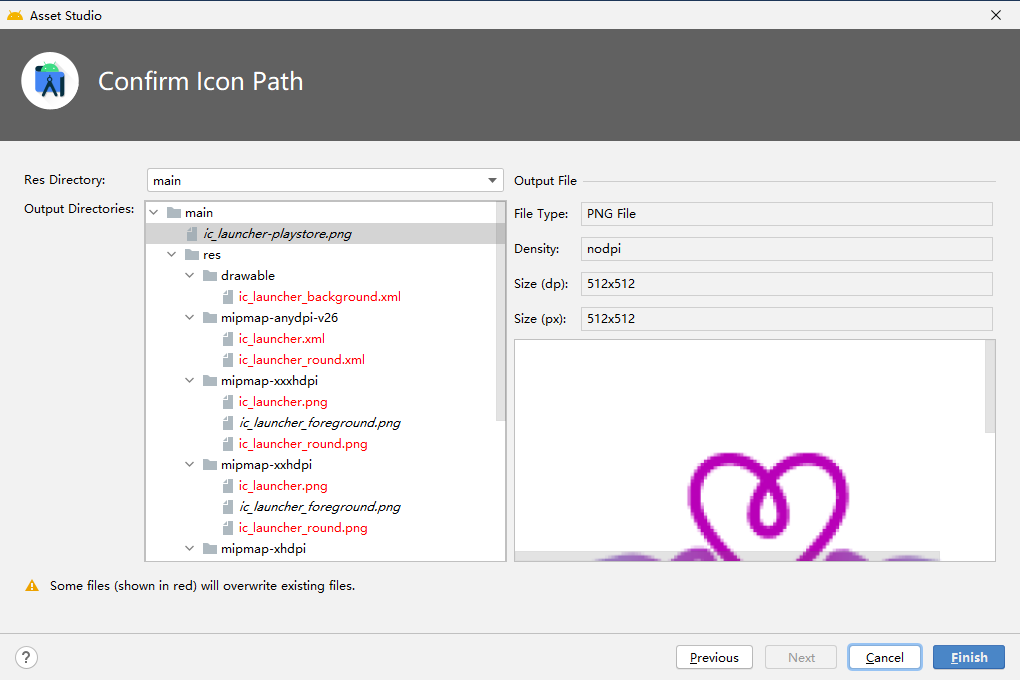 Asset Studio
Confirm Icon Path
Res Directory:
main
Output Directories:
main
ic_launcher-playstore.png
res
drawable
ic_launcher_background.xml
mipmap-anydpi-v26
ic_launcher.xml
ic_launcher_round.xml
mipmap-xxxhdpi
ic_launcher.png
ic_launcher_foreground.png
ic_launcher_round.png
mipmap-xxhdpi
ic_launcher.png
ic_launcher_foreground.png
ic_launcher_round.png
mipmap-xhdpi
Output File
File Type:
PNG File
Density:
nodpi
Size (dp):
512x512
Size (px):
512x512
Some files (shown in red) will overwrite existing files.
?
Previous
Next
Cancel
Finish